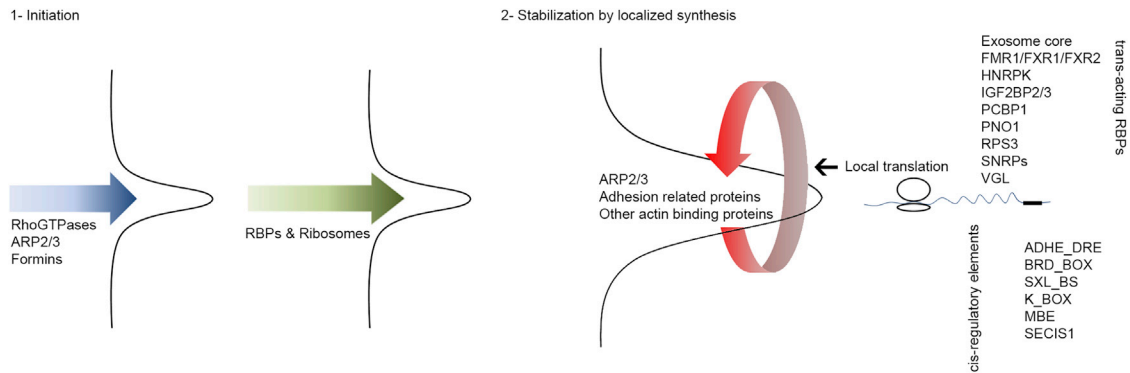 1- Initiation
RhoGTPases
ARP2/3
Formins
RBPs & Ribosomes
2- Stabilization by localized synthesis
ARP2/3
Adhesion related proteins
Other actin binding proteins
Local translation
Exosome core
FMR1/FXR1/FXR2
HNRPK
IGF2BP2/3
PCBP1
PNO1
RPS3
SNRPs
VGL
trans-acting RBPs
cis-regulatory elements
ADHE_DRE
BRD_BOX
SXL_BS
K_BOX
MBE
SECIS1